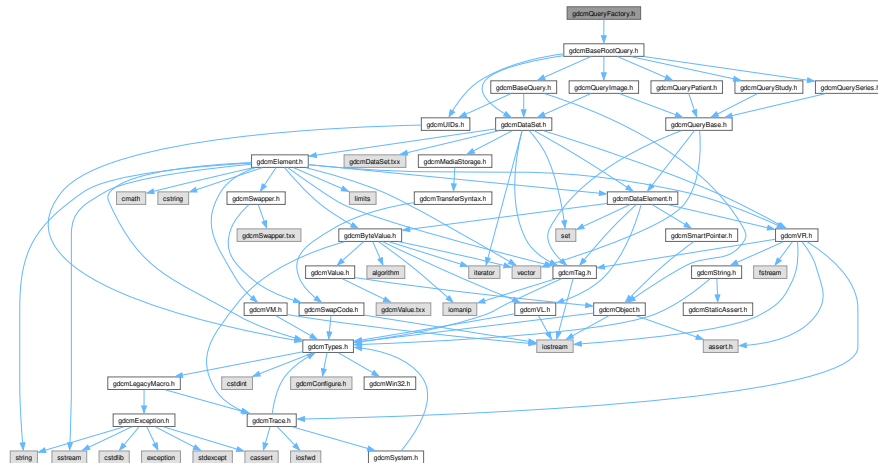 gdcmQueryFactory.h
gdcmBaseRootQuery.h
gdcmBaseQuery.h
gdcmQueryImage.h
gdcmQueryPatient.h
gdcmQueryStudy.h
gdcmQuerySeries.h
gdcmUIDs.h
gdcmDataSet.h
gdcmQueryBase.h
gdcmElement.h
gdcmDataSet.txx
gdcmMediaStorage.h
cmath
cstring
gdcmSwapper.h
limits
gdcmTransferSyntax.h
gdcmDataElement.h
gdcmSwapper.txx
gdcmByteValue.h
set
gdcmSmartPointer.h
gdcmVR.h
gdcmValue.h
algorithm
iterator
vector
gdcmTag.h
gdcmString.h
fstream
gdcmVM.h
gdcmSwapCode.h
gdcmValue.txx
iomanip
gdcmVL.h
gdcmObject.h
gdcmStaticAssert.h
gdcmTypes.h
iostream
assert.h
gdcmLegacyMacro.h
cstdint
gdcmConfigure.h
gdcmWin32.h
gdcmException.h
gdcmTrace.h
string
sstream
cstdlib
exception
stdexcept
cassert
iosfwd
gdcmSystem.h